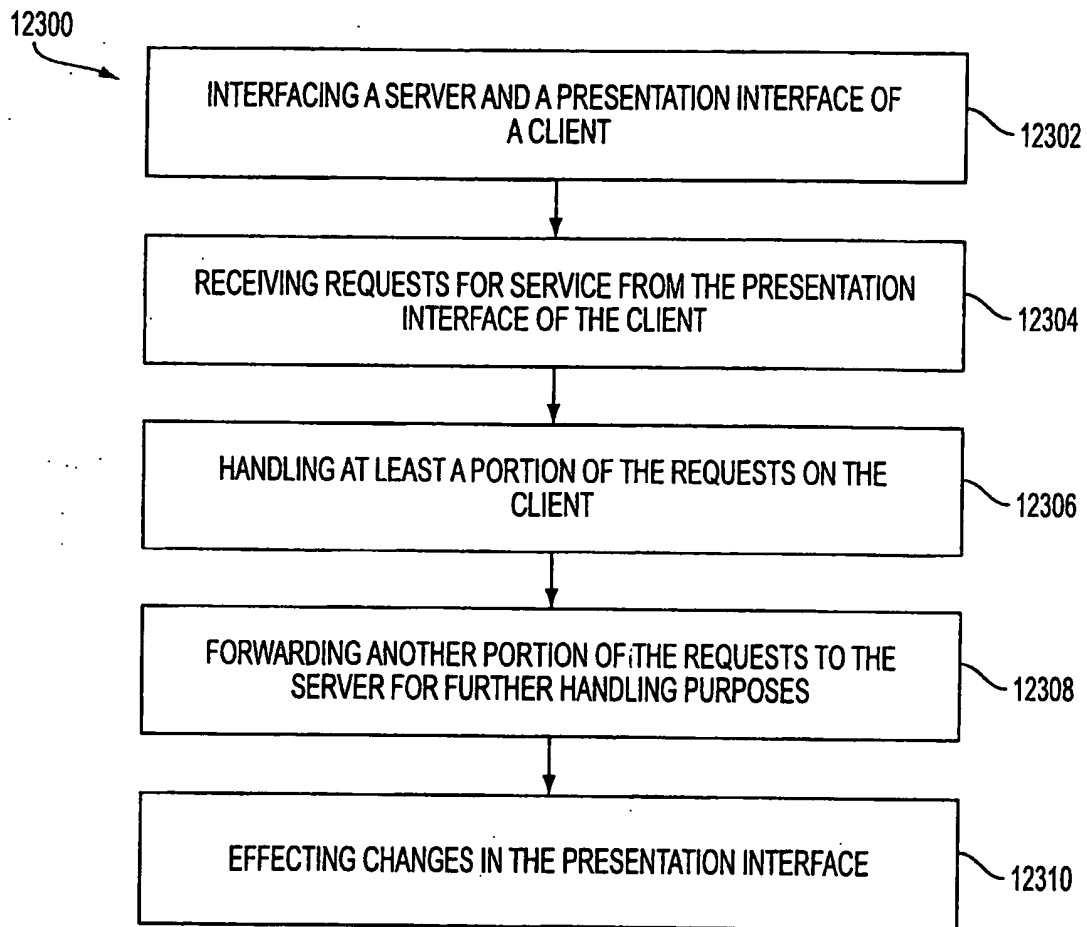 12300
INTERFACING A SERVER AND A PRESENTATION INTERFACE OF
A CLIENT
12302
RECEIVING REQUESTS FOR SERVICE FROM THE PRESENTATION
INTERFACE OF THE CLIENT
12304
HANDLING AT LEAST A PORTION OF THE REQUESTS ON THE
CLIENT
12306
FORWARDING ANOTHER PORTION OF THE REQUESTS TO THE
SERVER FOR FURTHER HANDLING PURPOSES
12308
EFFECTING CHANGES IN THE PRESENTATION INTERFACE
12310